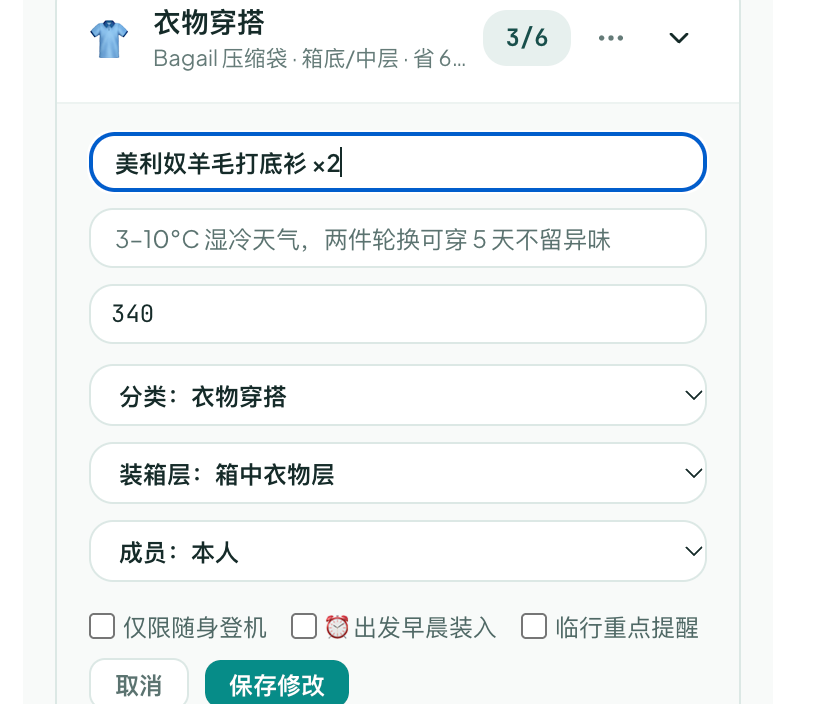 衣物穿搭
Bagail 压缩袋 · 箱底/中层 · 省 6...
3/6
美利奴羊毛打底衫 ×2
3–10°C 湿冷天气，两件轮换可穿 5 天不留异味
340
分类：衣物穿搭
装箱层：箱中衣物层
成员：本人
仅限随身登机 ⏰出发早晨装入 临行重点提醒
取消 保存修改